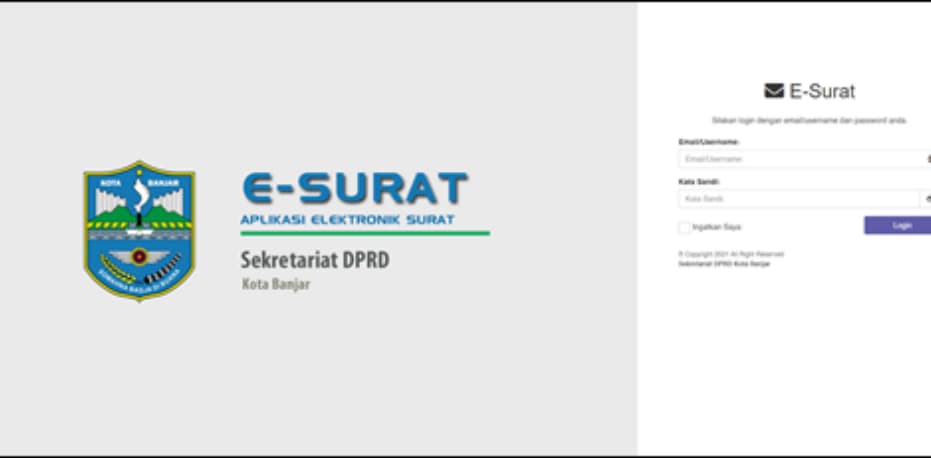 KOTA BANJAR
E-SURAT
APLIKASI ELEKTRONIK SURAT
Sekretariat DPRD
Kota Banjar
E-Surat
Silakan login dengan email/username dan password anda.
Email/Username:
Email/Username
Kata Sandi:
Kata Sandi
Ingatkan Saya
Login
© Copyright 2021 All Right Reserved
Sekretariat DPRD Kota Banjar